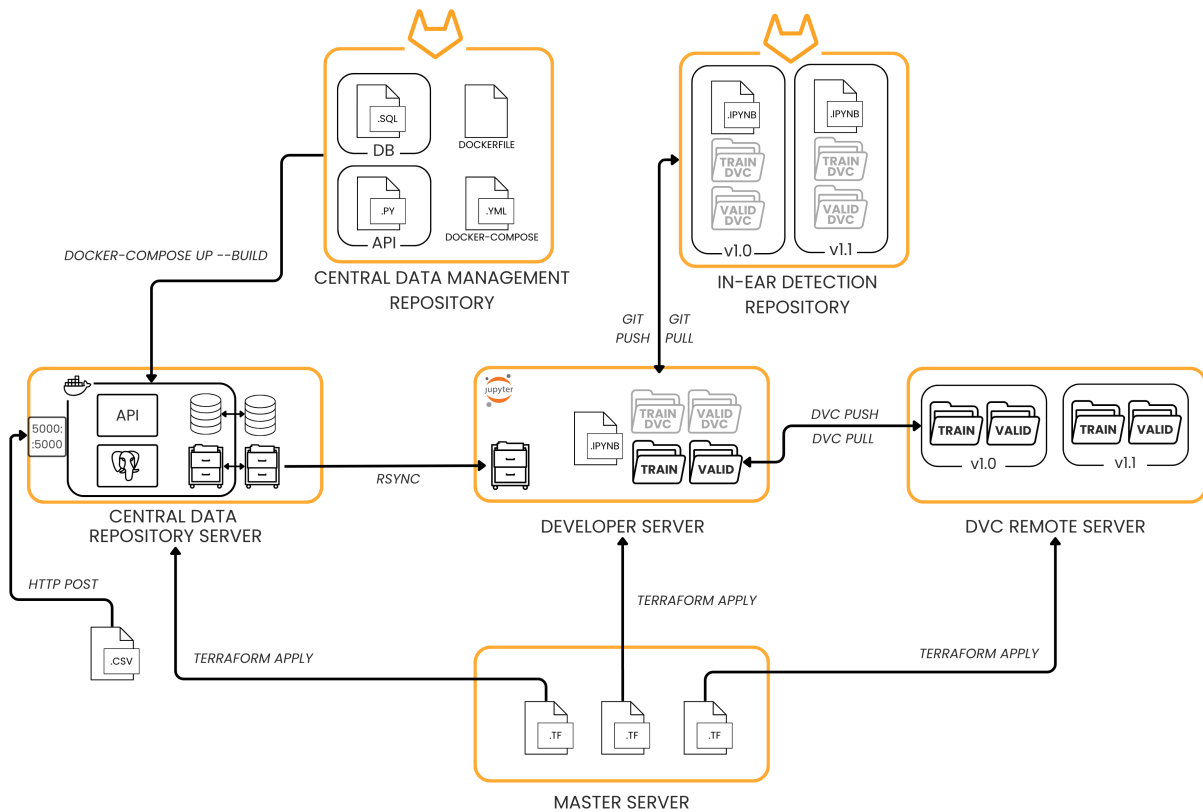 .SQL
DB
DOCKERFILE
.PY
API
.YML
DOCKER-COMPOSE
CENTRAL DATA MANAGEMENT
REPOSITORY
.IPYNB
TRAIN
DVC
VALID
DVC
v1.0
.IPYNB
TRAIN
DVC
VALID
DVC
v1.1
IN-EAR DETECTION
REPOSITORY
DOCKER-COMPOSE UP --BUILD
GIT
PUSH
GIT
PULL
5000:
:5000
API
CENTRAL DATA
REPOSITORY SERVER
RSYNC
jupyter
.IPYNB
TRAIN
DVC
VALID
DVC
TRAIN
VALID
DEVELOPER SERVER
DVC PUSH
DVC PULL
TRAIN
VALID
v1.0
TRAIN
VALID
v1.1
DVC REMOTE SERVER
HTTP POST
.CSV
TERRAFORM APPLY
TERRAFORM APPLY
TERRAFORM APPLY
.TF
.TF
.TF
MASTER SERVER